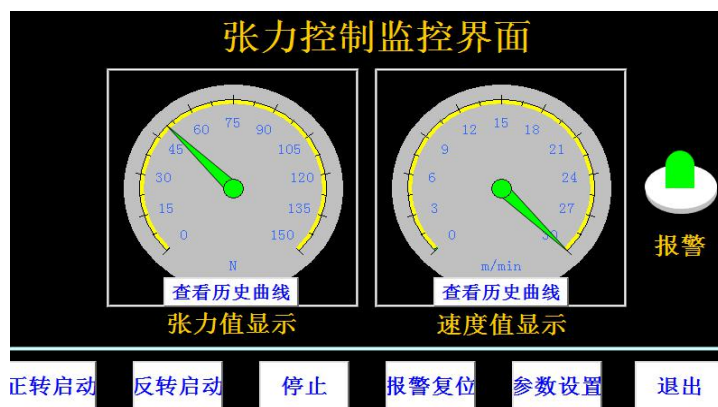 张力控制监控界面
0 15 30 45 60 75 90 105 120 135 150
N
查看历史曲线
张力值显示
0 3 6 9 12 15 18 21 24 27 30
m/min
查看历史曲线
速度值显示
报警
正转启动 反转启动 停止 报警复位 参数设置 退出